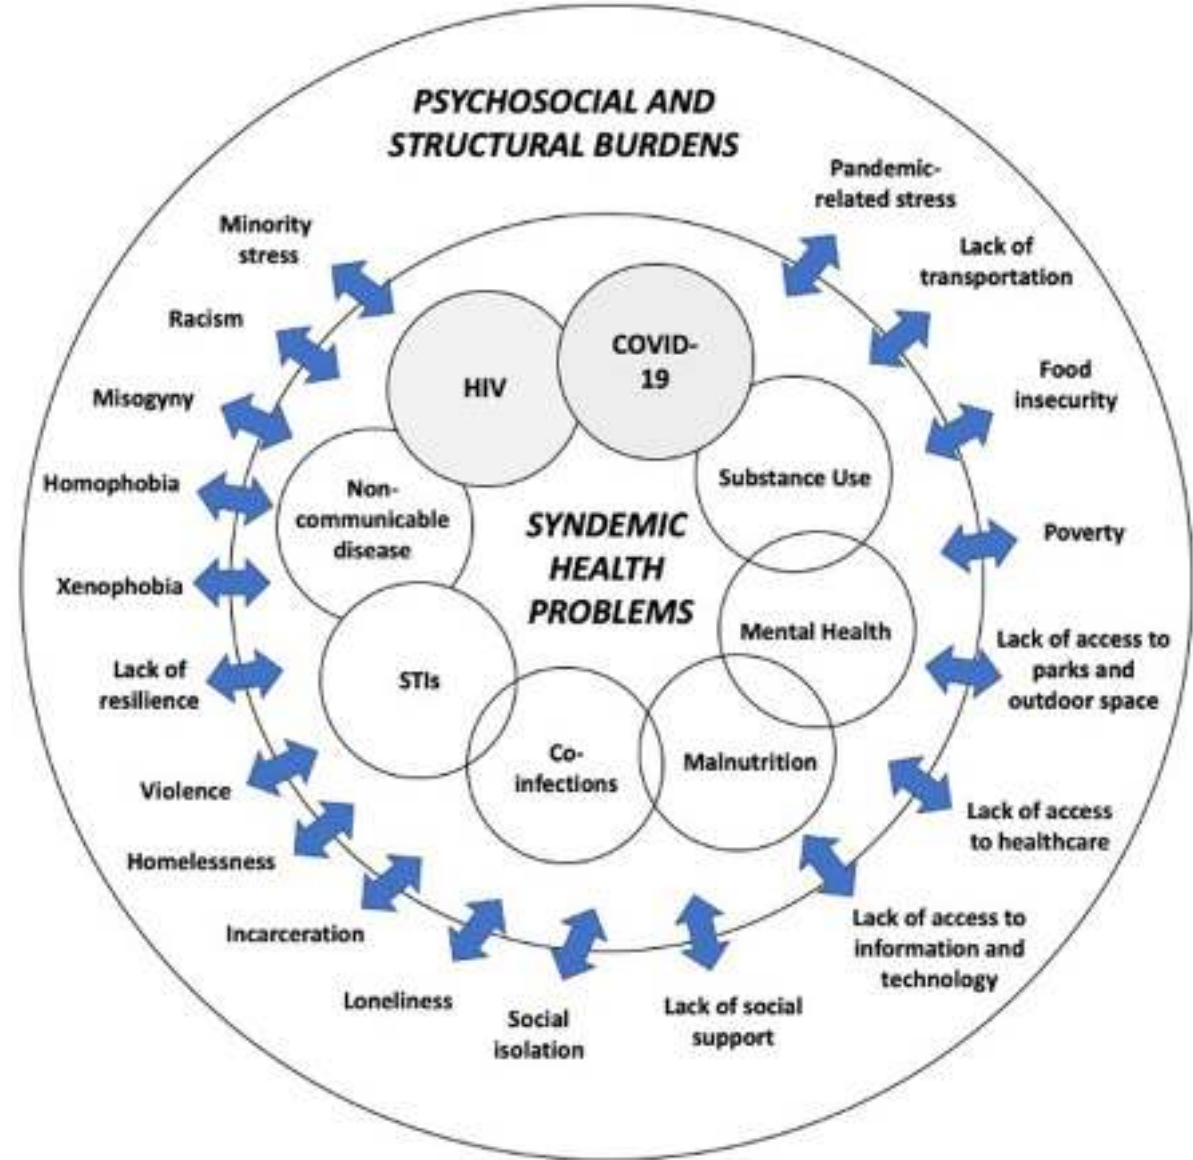 PSYCHOSOCIAL AND
STRUCTURAL BURDENS
Pandemic-
related stress
Lack of
transportation
Food
insecurity
Poverty
Lack of access to
parks and
outdoor space
Lack of access
to healthcare
Lack of access to
information and
technology
Lack of social
support
Social
isolation
Loneliness
Incarceration
Homelessness
Violence
Lack of
resilience
Xenophobia
Homophobia
Misogyny
Racism
Minority
stress
SYNDEMIC
HEALTH
PROBLEMS
HIV
COVID-
19
Substance Use
Mental Health
Malnutrition
Co-
infections
STIs
Non-
communicable
disease